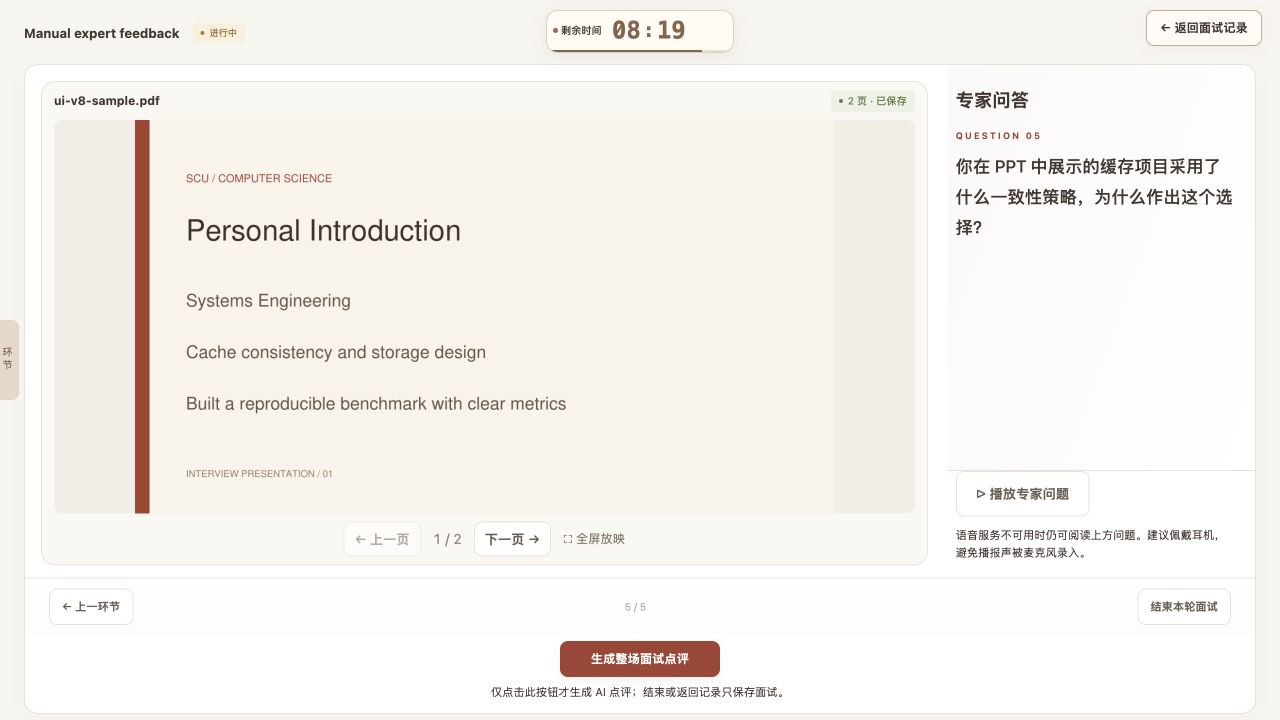 Manual expert feedback
进行中
剩余时间 08:19
← 返回面试记录
ui-v8-sample.pdf
2 页 · 已保存
SCU / COMPUTER SCIENCE
Personal Introduction
Systems Engineering
Cache consistency and storage design
Built a reproducible benchmark with clear metrics
INTERVIEW PRESENTATION / 01
← 上一页
1 / 2
下一页 →
全屏放映
专家问答
QUESTION 05
你在 PPT 中展示的缓存项目采用了
什么一致性策略，为什么作出这个选
择？
播放专家问题
语音服务不可用时仍可阅读上方问题。建议佩戴耳机，
避免播报声被麦克风录入。
环
节
← 上一环节
5 / 5
结束本轮面试
生成整场面试点评
仅点击此按钮才生成 AI 点评；结束或返回记录只保存面试。